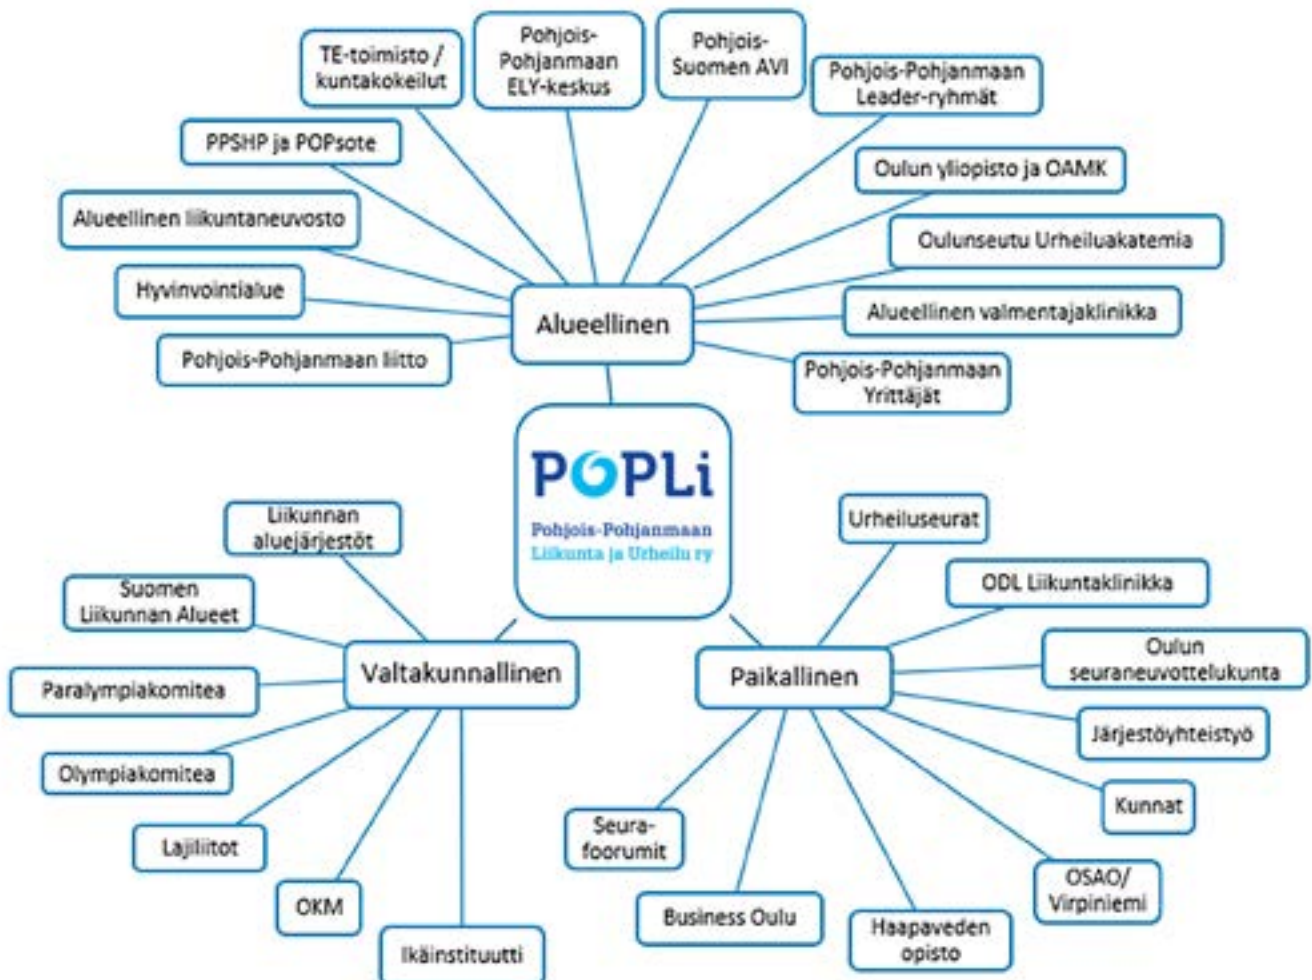 TE-toimisto /
kuntakokeilut
Pohjois-
Pohjanmaan
ELY-keskus
Pohjois-
Suomen AVI
Pohjois-Pohjanmaan
Leader-ryhmät
PPSHP ja POPsote
Oulun yliopisto ja OAMK
Alueellinen liikuntaneuvosto
Oulunseutu Urheiluakatemia
Hyvinvointialue
Alueellinen valmentajaklinikka
Pohjois-Pohjanmaan liitto
Pohjois-Pohjanmaan
Yrittäjät
Alueellinen
POPLi
Pohjois-Pohjanmaan
Liikunta ja Urheilu ry
Liikunnan
aluejärjestöt
Suomen
Liikunnan Alueet
Paralympiakomitea
Olympiakomitea
Lajiliitot
OKM
Ikäinstituutti
Valtakunnallinen
Paikallinen
Urheiluseurat
ODL Liikuntaklinikka
Oulun
seuraneuvottelukunta
Järjestöyhteistyö
Kunnat
OSAO/
Virpiniemi
Haapaveden
opisto
Business Oulu
Seura-
foorumit